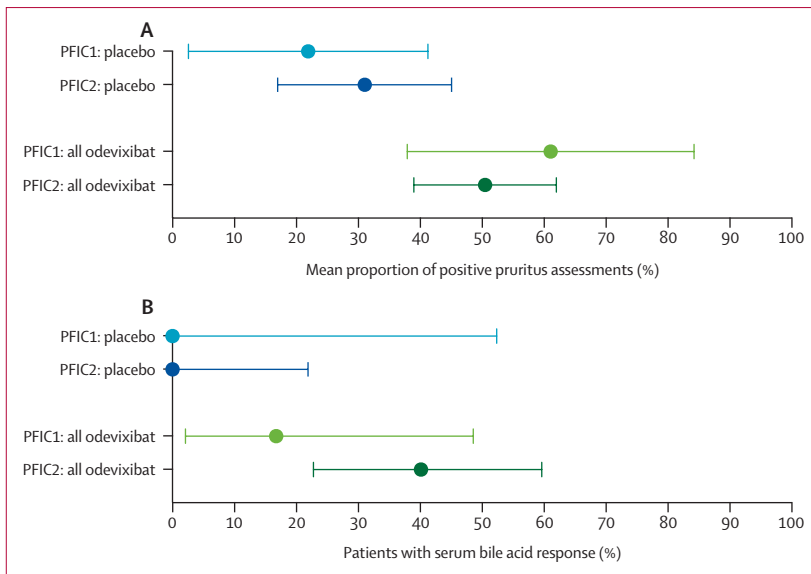 A
PFIC1: placebo
PFIC2: placebo
PFIC1: all odevixibat
PFIC2: all odevixibat
0 10 20 30 40 50 60 70 80 90 100
Mean proportion of positive pruritus assessments (%)
B
PFIC1: placebo
PFIC2: placebo
PFIC1: all odevixibat
PFIC2: all odevixibat
0 10 20 30 40 50 60 70 80 90 100
Patients with serum bile acid response (%)